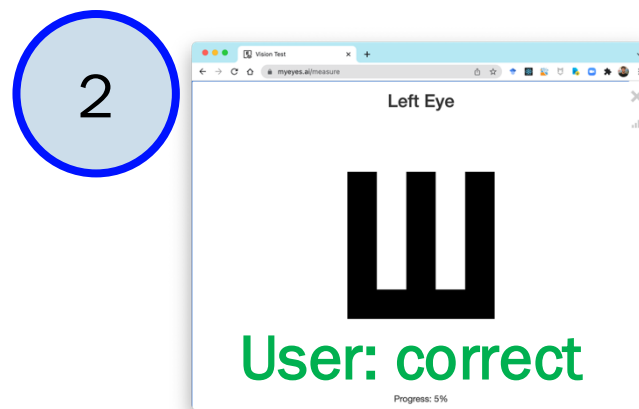 2
Vision Test
myeyes.ai/measure
Left Eye
User: correct
Progress: 5%